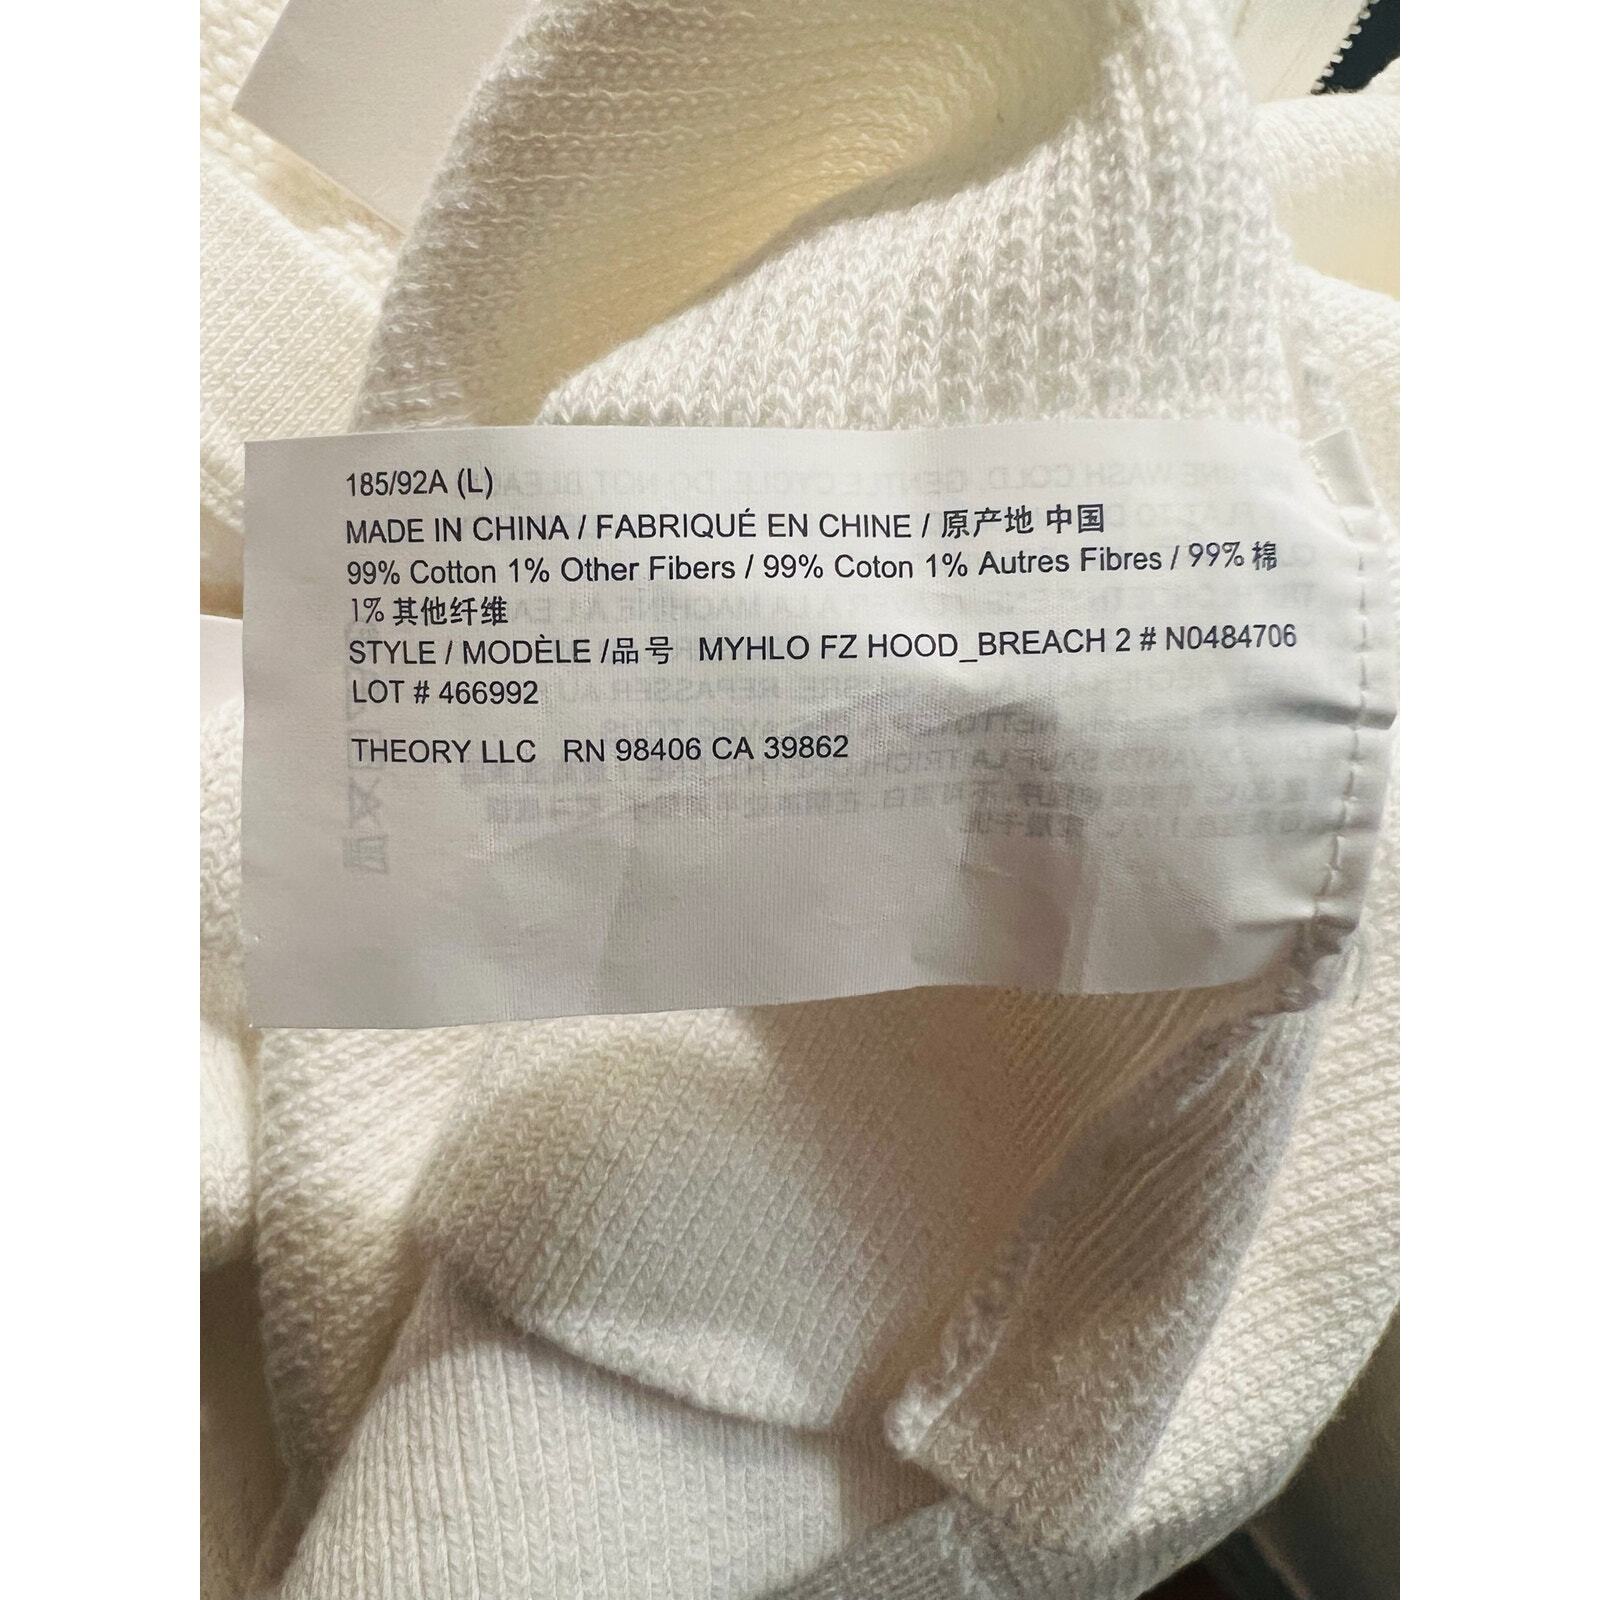 185/92A (L)
MADE IN CHINA / FABRIQUÉ EN CHINE / 原产地 中国
99% Cotton 1% Other Fibers / 99% Coton 1% Autres Fibres / 99% 棉
1% 其他纤维
STYLE / MODÈLE /品号 MYHLO FZ HOOD_BREACH 2 # N0484706
LOT # 466992
THEORY LLC RN 98406 CA 39862